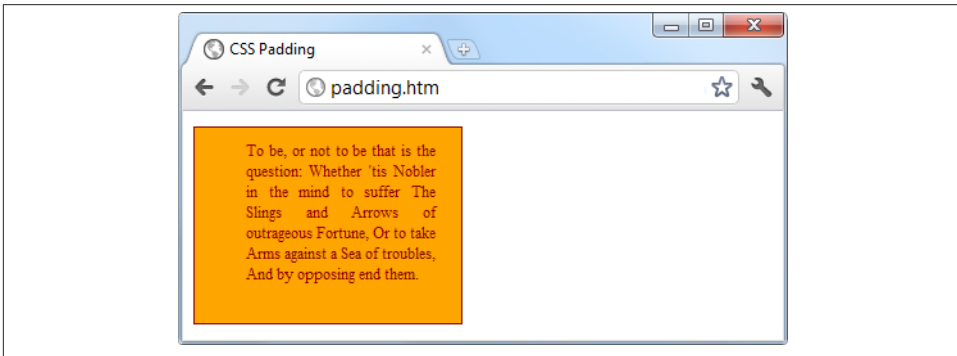 CSS Padding
padding.htm
To be, or not to be that is the
question: Whether 'tis Nobler
in the mind to suffer The
Slings and Arrows of
outrageous Fortune, Or to take
Arms against a Sea of troubles,
And by opposing end them.